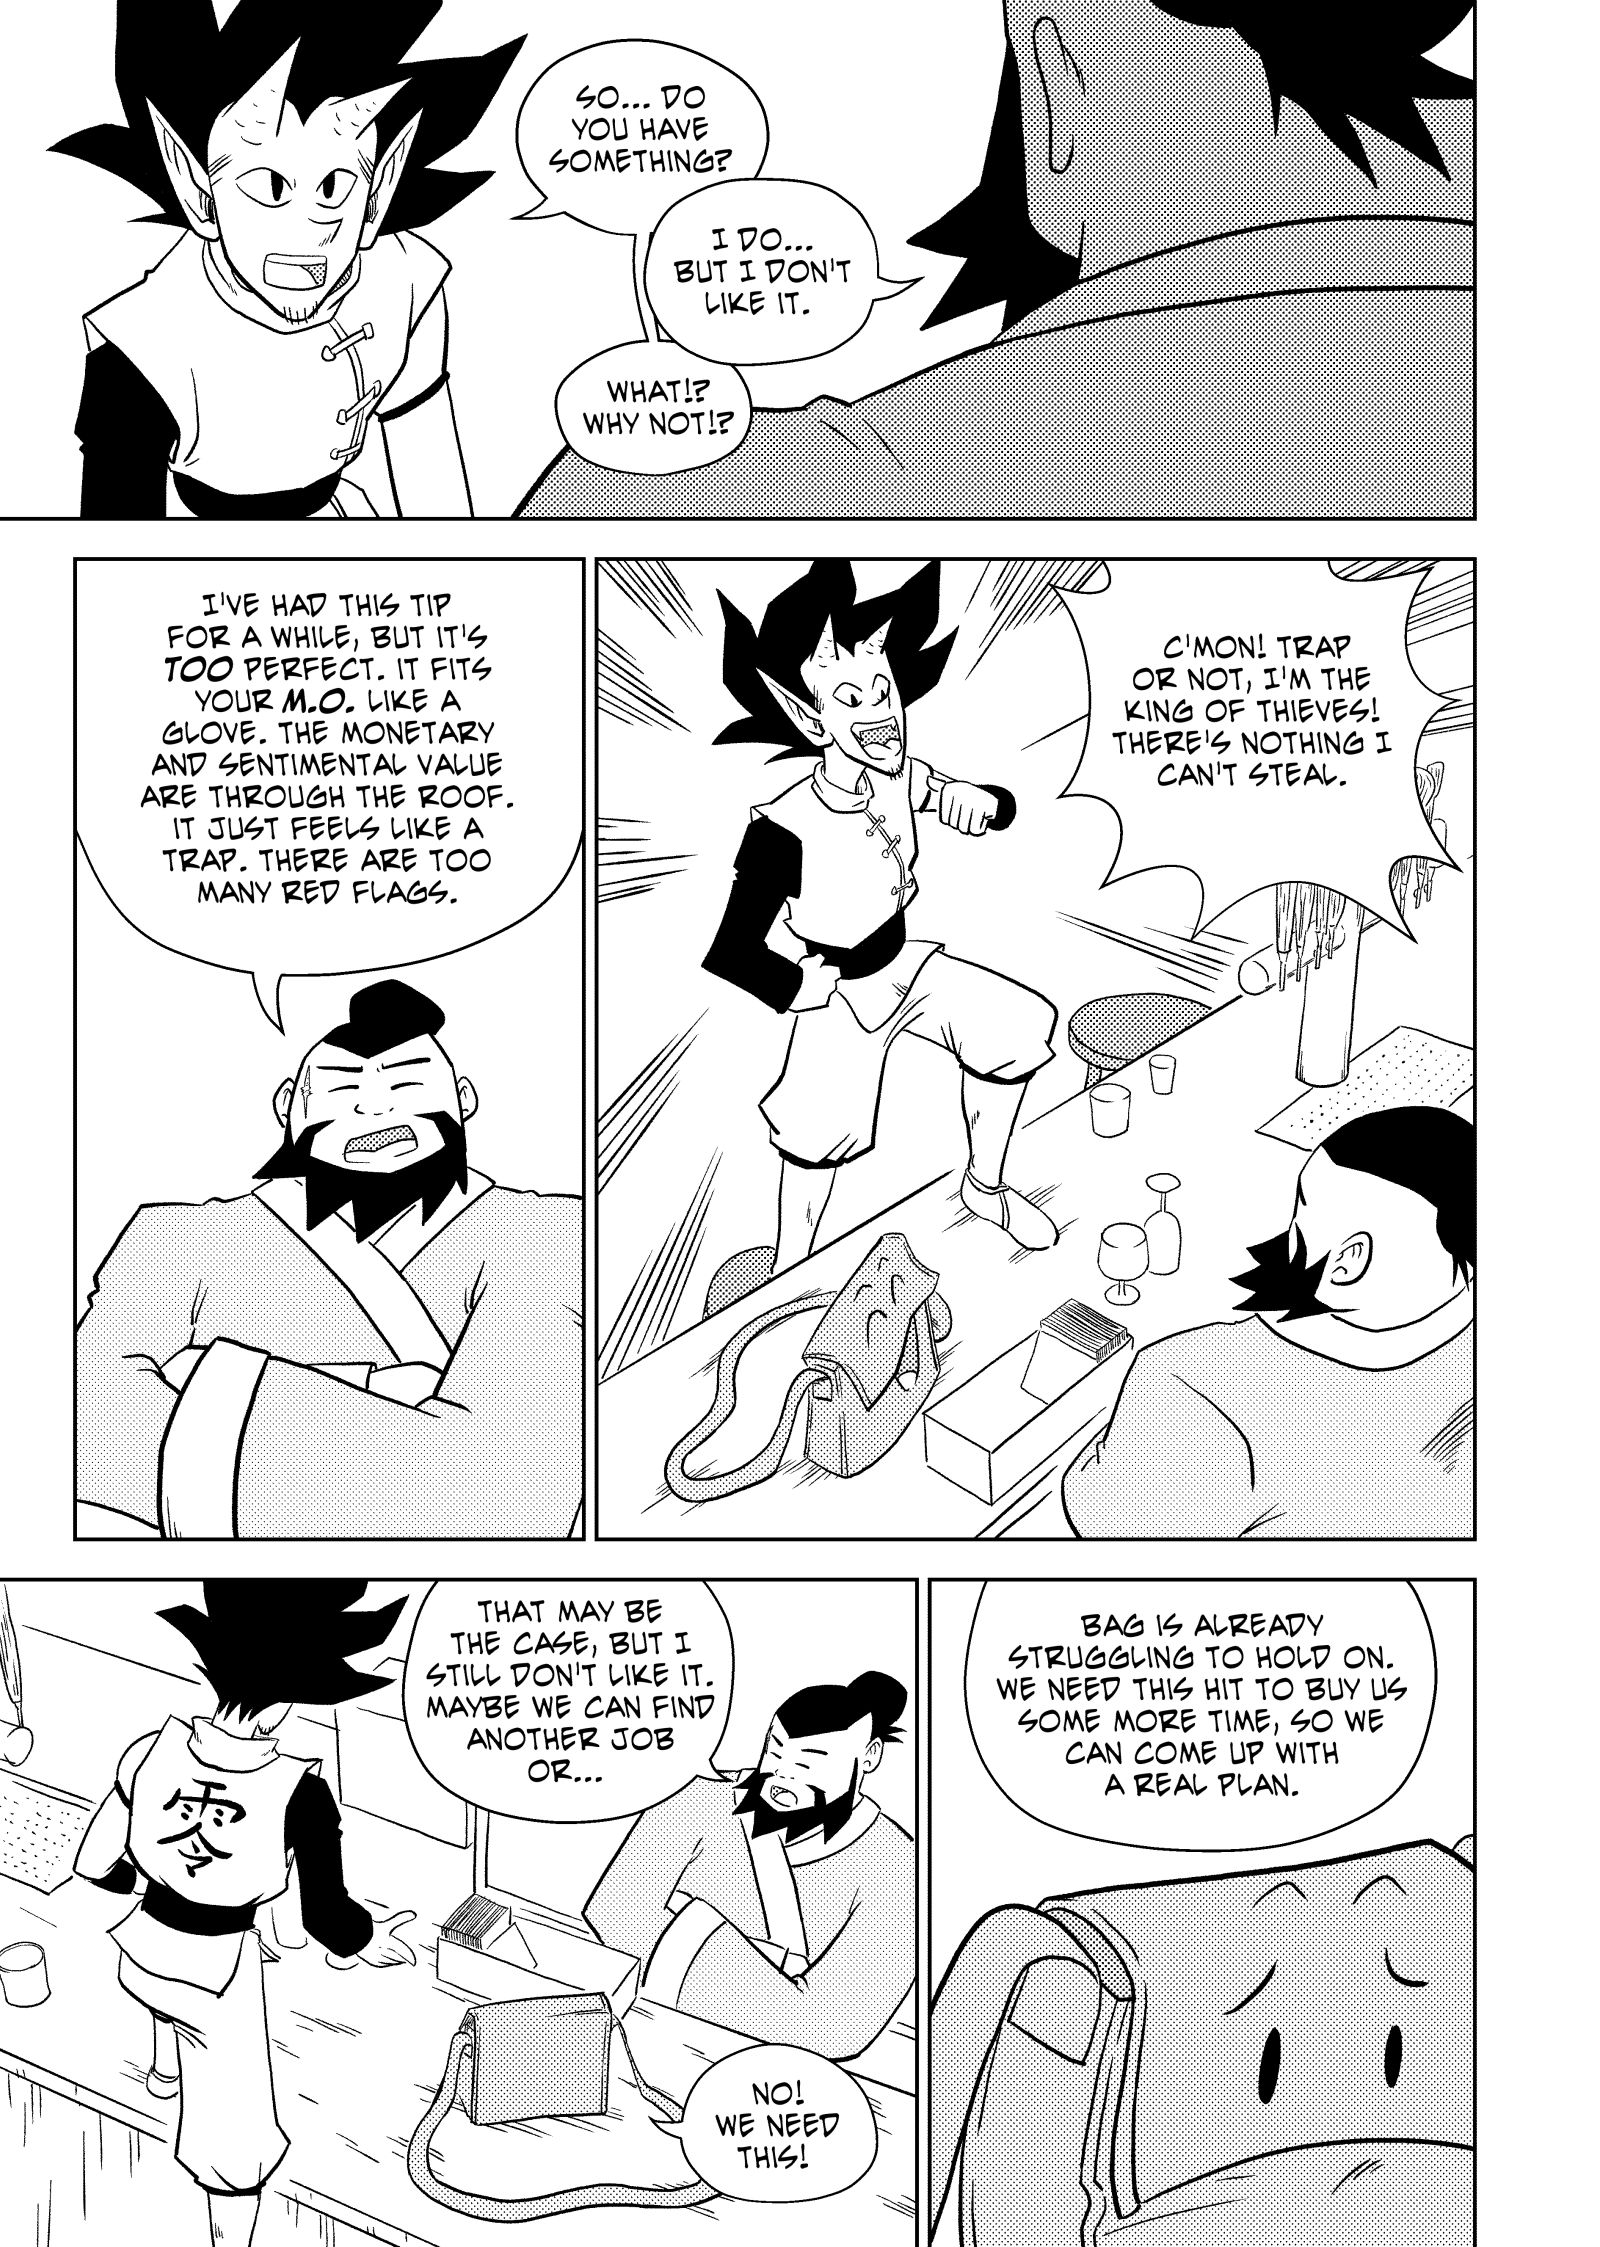 SO... DO
YOU HAVE
SOMETHING?
I DO...
BUT I DON'T
LIKE IT.
WHAT!?
WHY NOT!?
I'VE HAD THIS TIP
FOR A WHILE, BUT IT'S
TOO PERFECT. IT FITS
YOUR M.O. LIKE A
GLOVE. THE MONETARY
AND SENTIMENTAL VALUE
ARE THROUGH THE ROOF.
IT JUST FEELS LIKE A
TRAP. THERE ARE TOO
MANY RED FLAGS.
C'MON! TRAP
OR NOT, I'M THE
KING OF THIEVES!
THERE'S NOTHING I
CAN'T STEAL.
THAT MAY BE
THE CASE, BUT I
STILL DON'T LIKE IT.
MAYBE WE CAN FIND
ANOTHER JOB
OR...
零
NO!
WE NEED
THIS!
BAG IS ALREADY
STRUGGLING TO HOLD ON.
WE NEED THIS HIT TO BUY US
SOME MORE TIME, SO WE
CAN COME UP WITH
A REAL PLAN.